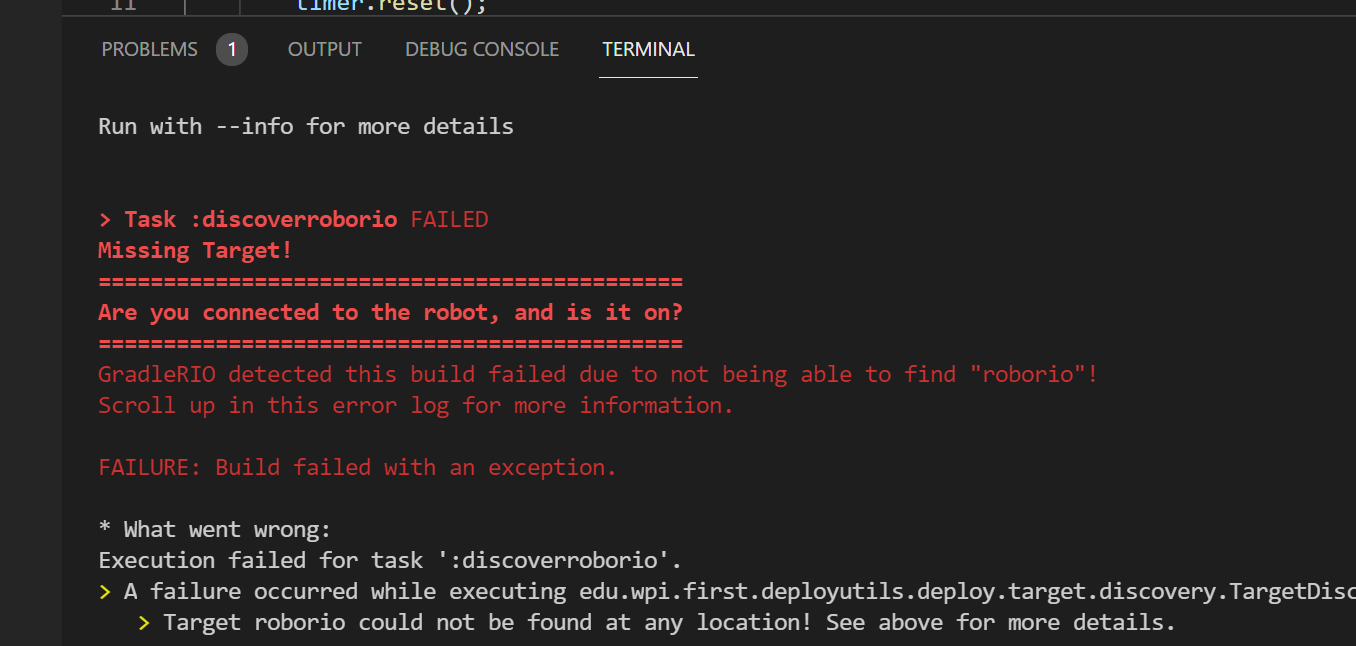 11 timer.reset();
PROBLEMS 1 OUTPUT DEBUG CONSOLE TERMINAL
Run with --info for more details
> Task :discoverroborio FAILED
Missing Target!
=============================================
Are you connected to the robot, and is it on?
=============================================
GradleRIO detected this build failed due to not being able to find "roborio"!
Scroll up in this error log for more information.
FAILURE: Build failed with an exception.
* What went wrong:
Execution failed for task ':discoverroborio'.
> A failure occurred while executing edu.wpi.first.deployutils.deploy.target.discovery.TargetDisc
> Target roborio could not be found at any location! See above for more details.